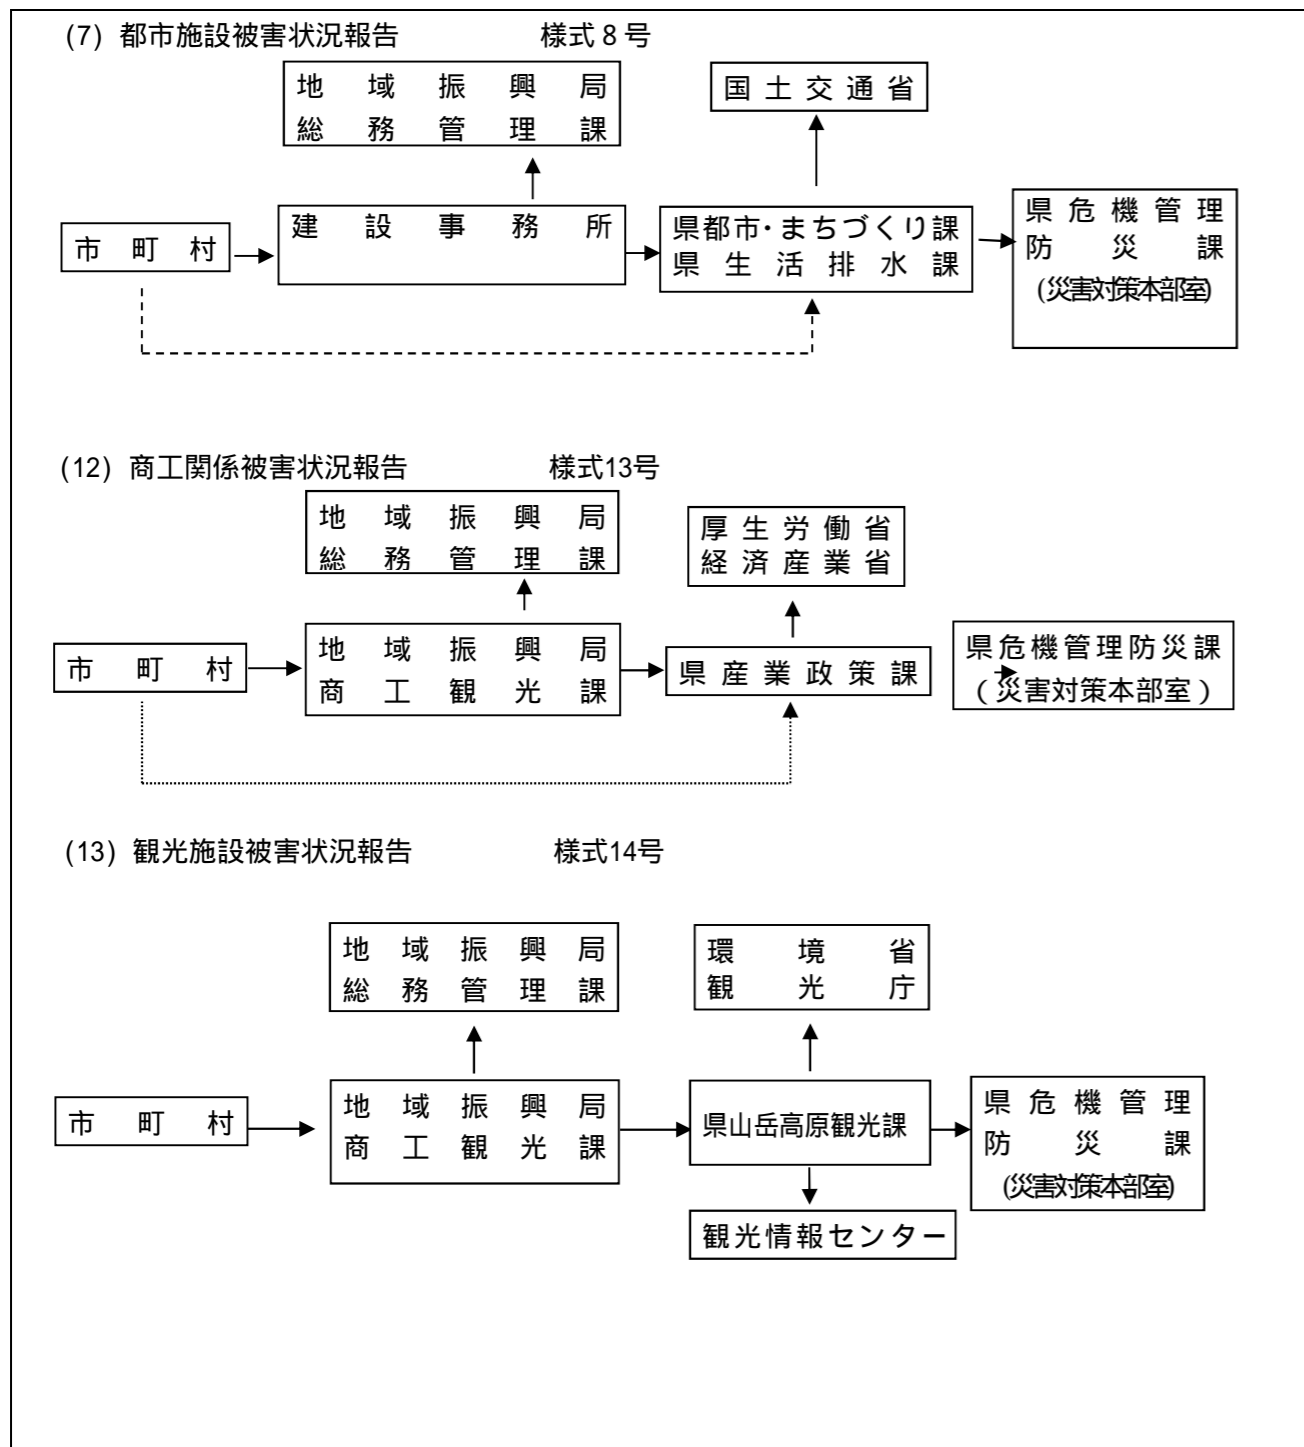 (7) 都市施設被害状況報告 様式８号
地域振興局
総務管理課
国土交通省
市町村
建設事務所
県都市・まちづくり課
県生活排水課
県危機管理
防災課
(災害対策本部室)
(12) 商工関係被害状況報告 様式13号
地域振興局
総務管理課
厚生労働省
経済産業省
市町村
地域振興局
商工観光課
県産業政策課
県危機管理防災課
（災害対策本部室）
(13) 観光施設被害状況報告 様式14号
地域振興局
総務管理課
環境省
観光庁
市町村
地域振興局
商工観光課
県山岳高原観光課
県危機管理
防災課
(災害対策本部室)
観光情報センター